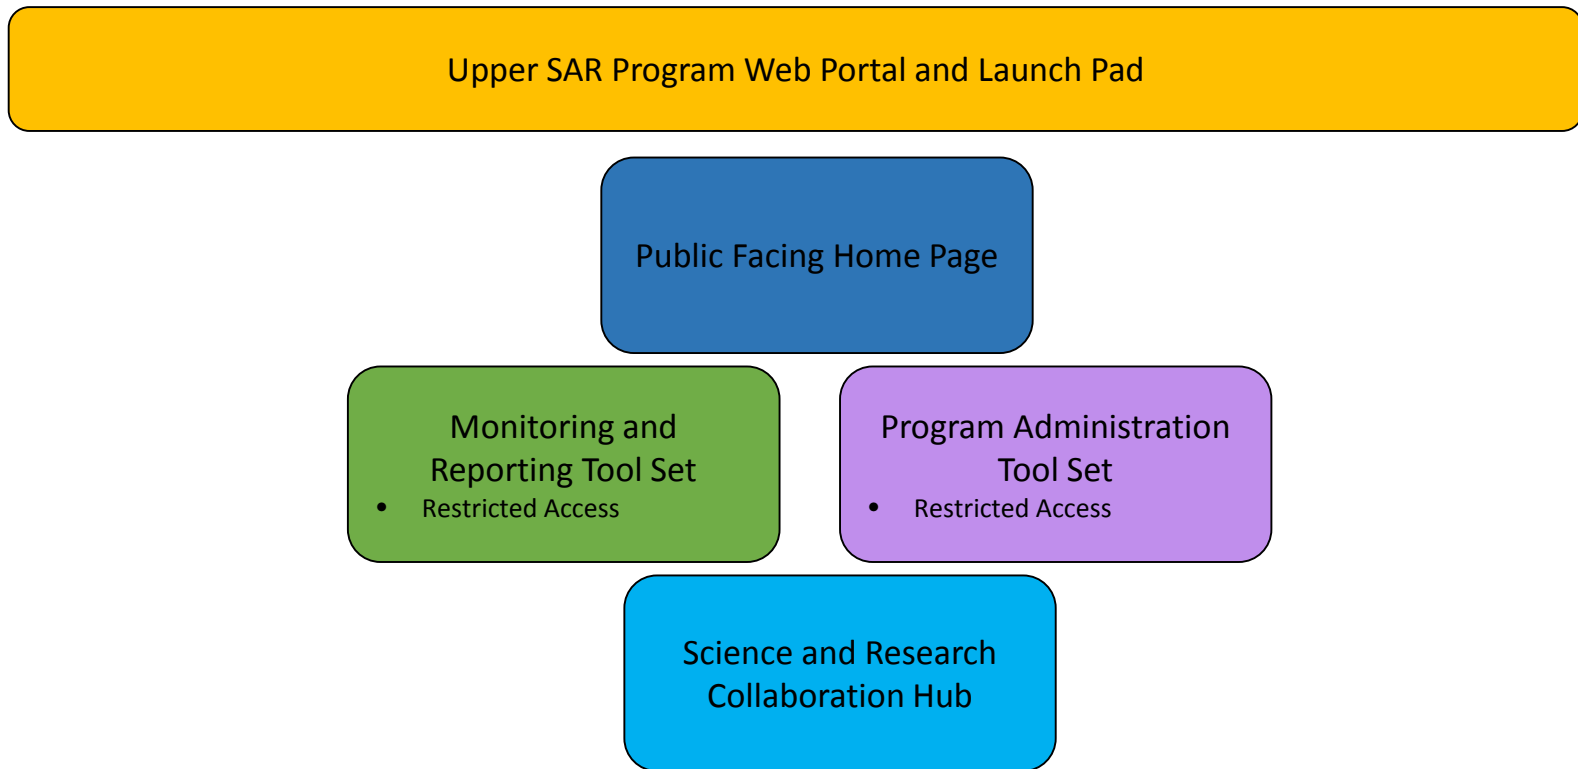 Upper SAR Program Web Portal and Launch Pad
Public Facing Home Page
Monitoring and
Reporting Tool Set
• Restricted Access
Program Administration
Tool Set
• Restricted Access
Science and Research
Collaboration Hub